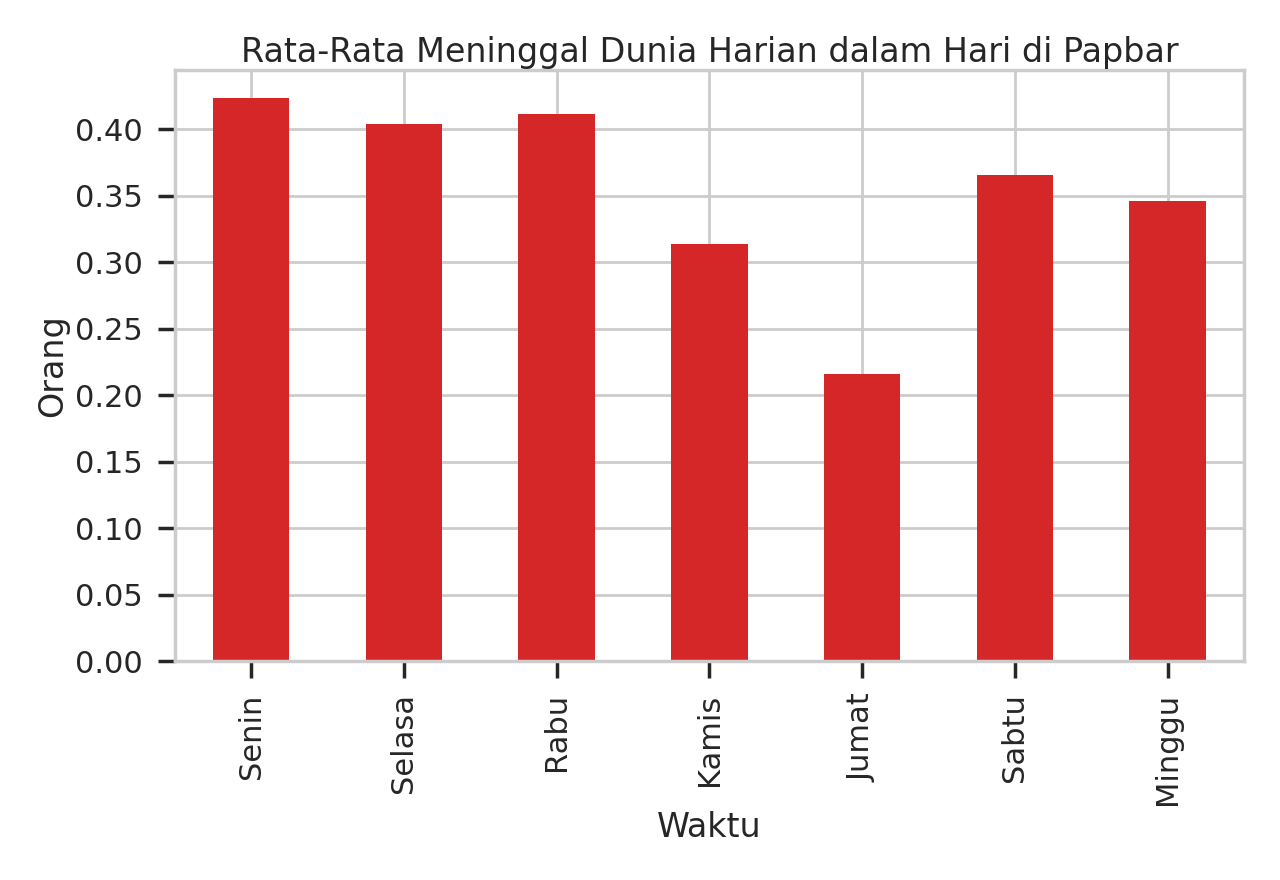 Rata-Rata Meninggal Dunia Harian dalam Hari di Papbar
0.40
0.35
0.30
0.25
0.20
0.15
0.10
0.05
0.00
Orang
Senin
Selasa
Rabu
Kamis
Jumat
Sabtu
Minggu
Waktu